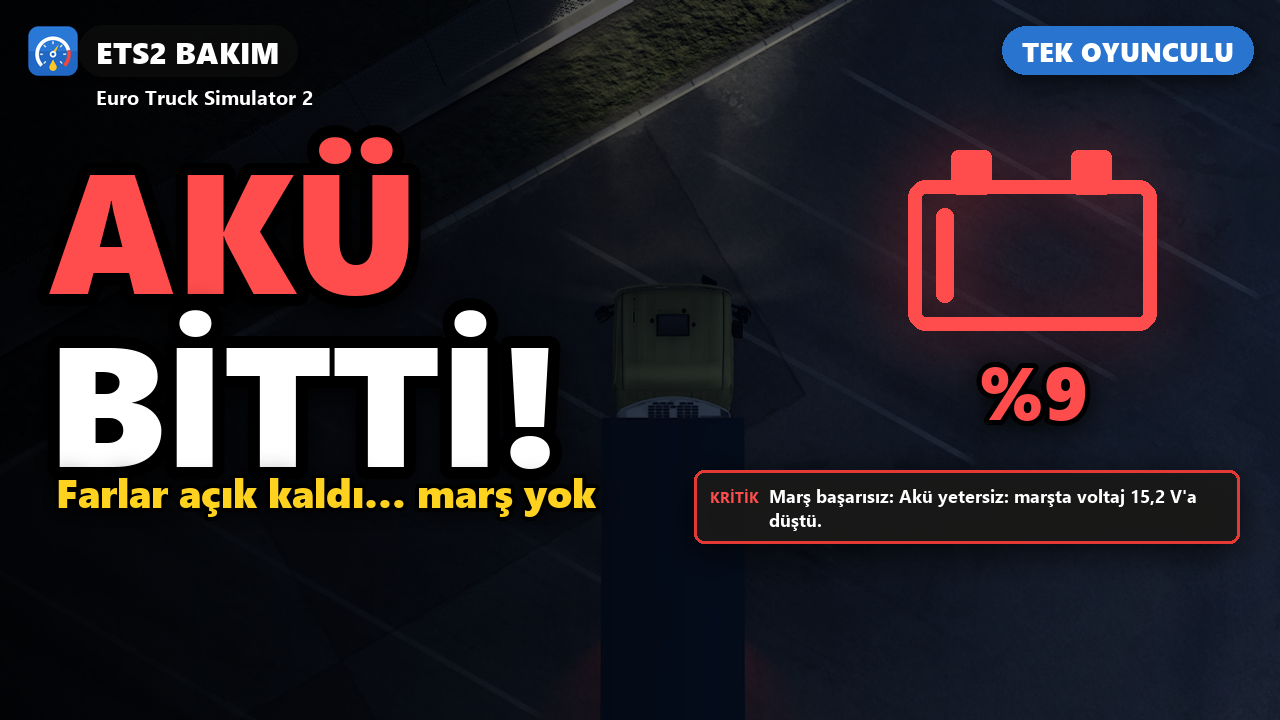 ETS2 BAKIM
Euro Truck Simulator 2
TEK OYUNCULU
AKÜ
BİTTİ!
Farlar açık kaldı... marş yok
%9
KRİTİK Marş başarısız: Akü yetersiz: marşta voltaj 15,2 V'a
düştü.